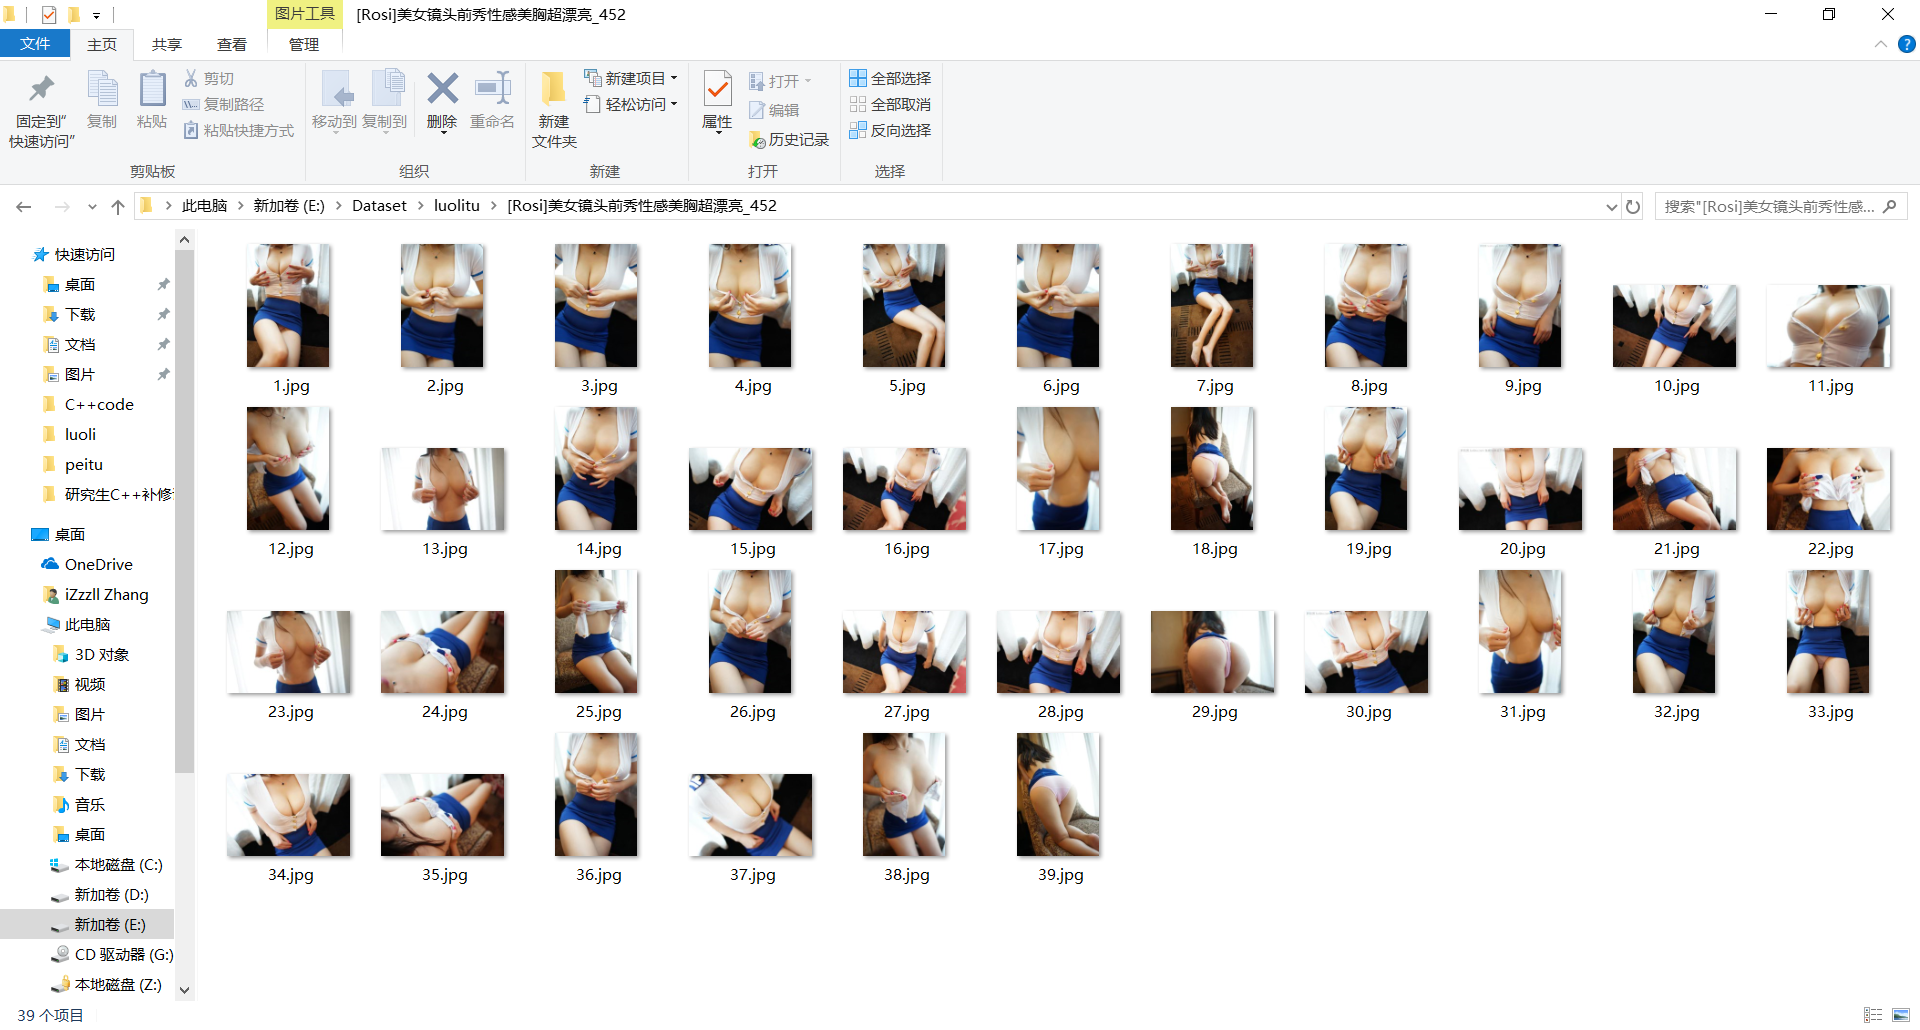 图片工具
[Rosi]美女镜头前秀性感美胸超漂亮_452
文件 主页 共享 查看 管理
固定到"快速访问"
复制
粘贴
剪切
复制路径
粘贴快捷方式
剪贴板
移动到
复制到
删除
重命名
组织
新建文件夹
新建项目
轻松访问
新建
属性
打开
编辑
历史记录
打开
全部选择
全部取消
反向选择
选择
此电脑 > 新加卷 (E:) > Dataset > luolitu > [Rosi]美女镜头前秀性感美胸超漂亮_452
搜索"[Rosi]美女镜头前秀性感...
快速访问
桌面
下载
文档
图片
C++code
luoli
peitu
研究生C++补修
桌面
OneDrive
iZzzll Zhang
此电脑
3D 对象
视频
图片
文档
下载
音乐
桌面
本地磁盘 (C:)
新加卷 (D:)
新加卷 (E:)
CD 驱动器 (G:)
本地磁盘 (Z:)
1.jpg 2.jpg 3.jpg 4.jpg 5.jpg 6.jpg 7.jpg 8.jpg 9.jpg 10.jpg 11.jpg
12.jpg 13.jpg 14.jpg 15.jpg 16.jpg 17.jpg 18.jpg 19.jpg 20.jpg 21.jpg 22.jpg
23.jpg 24.jpg 25.jpg 26.jpg 27.jpg 28.jpg 29.jpg 30.jpg 31.jpg 32.jpg 33.jpg
34.jpg 35.jpg 36.jpg 37.jpg 38.jpg 39.jpg
39 个项目